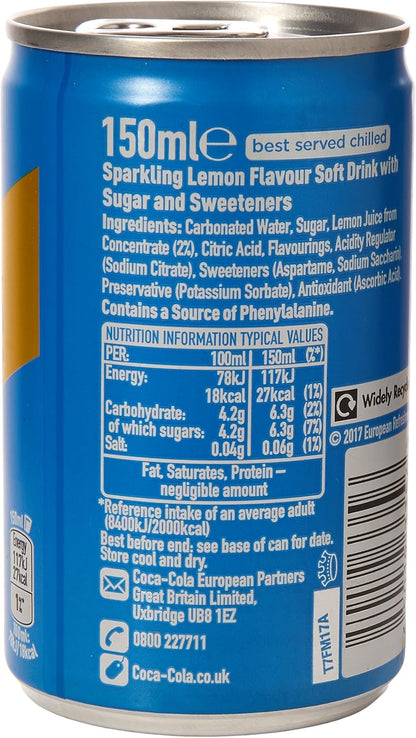 150ml℮ best served chilled
Sparkling Lemon Flavour Soft Drink with
Sugar and Sweeteners
Ingredients: Carbonated Water, Sugar, Lemon Juice from
Concentrate (2%), Citric Acid, Flavourings, Acidity Regulator
(Sodium Citrate), Sweeteners (Aspartame, Sodium Saccharin),
Preservative (Potassium Sorbate), Antioxidant (Ascorbic Acid).
Contains a Source of Phenylalanine.
NUTRITION INFORMATION TYPICAL VALUES
PER: 100ml 150ml (%*)
Energy: 78kJ 117kJ
18kcal 27kcal (1%)
Carbohydrate: 4.2g 6.3g (2%)
of which sugars: 4.2g 6.3g (7%)
Salt: 0.04g 0.06g (1%)
Fat, Saturates, Protein –
negligible amount
*Reference intake of an average adult
(8400kJ/2000kcal)
Best before end: see base of can for date.
Store cool and dry.
Coca-Cola European Partners
Great Britain Limited,
Uxbridge UB8 1EZ
0800 227711
Coca-Cola.co.uk
Widely
© 2017 European
T7FM17A
150ml
Energy
117kJ
27kcal
1%*